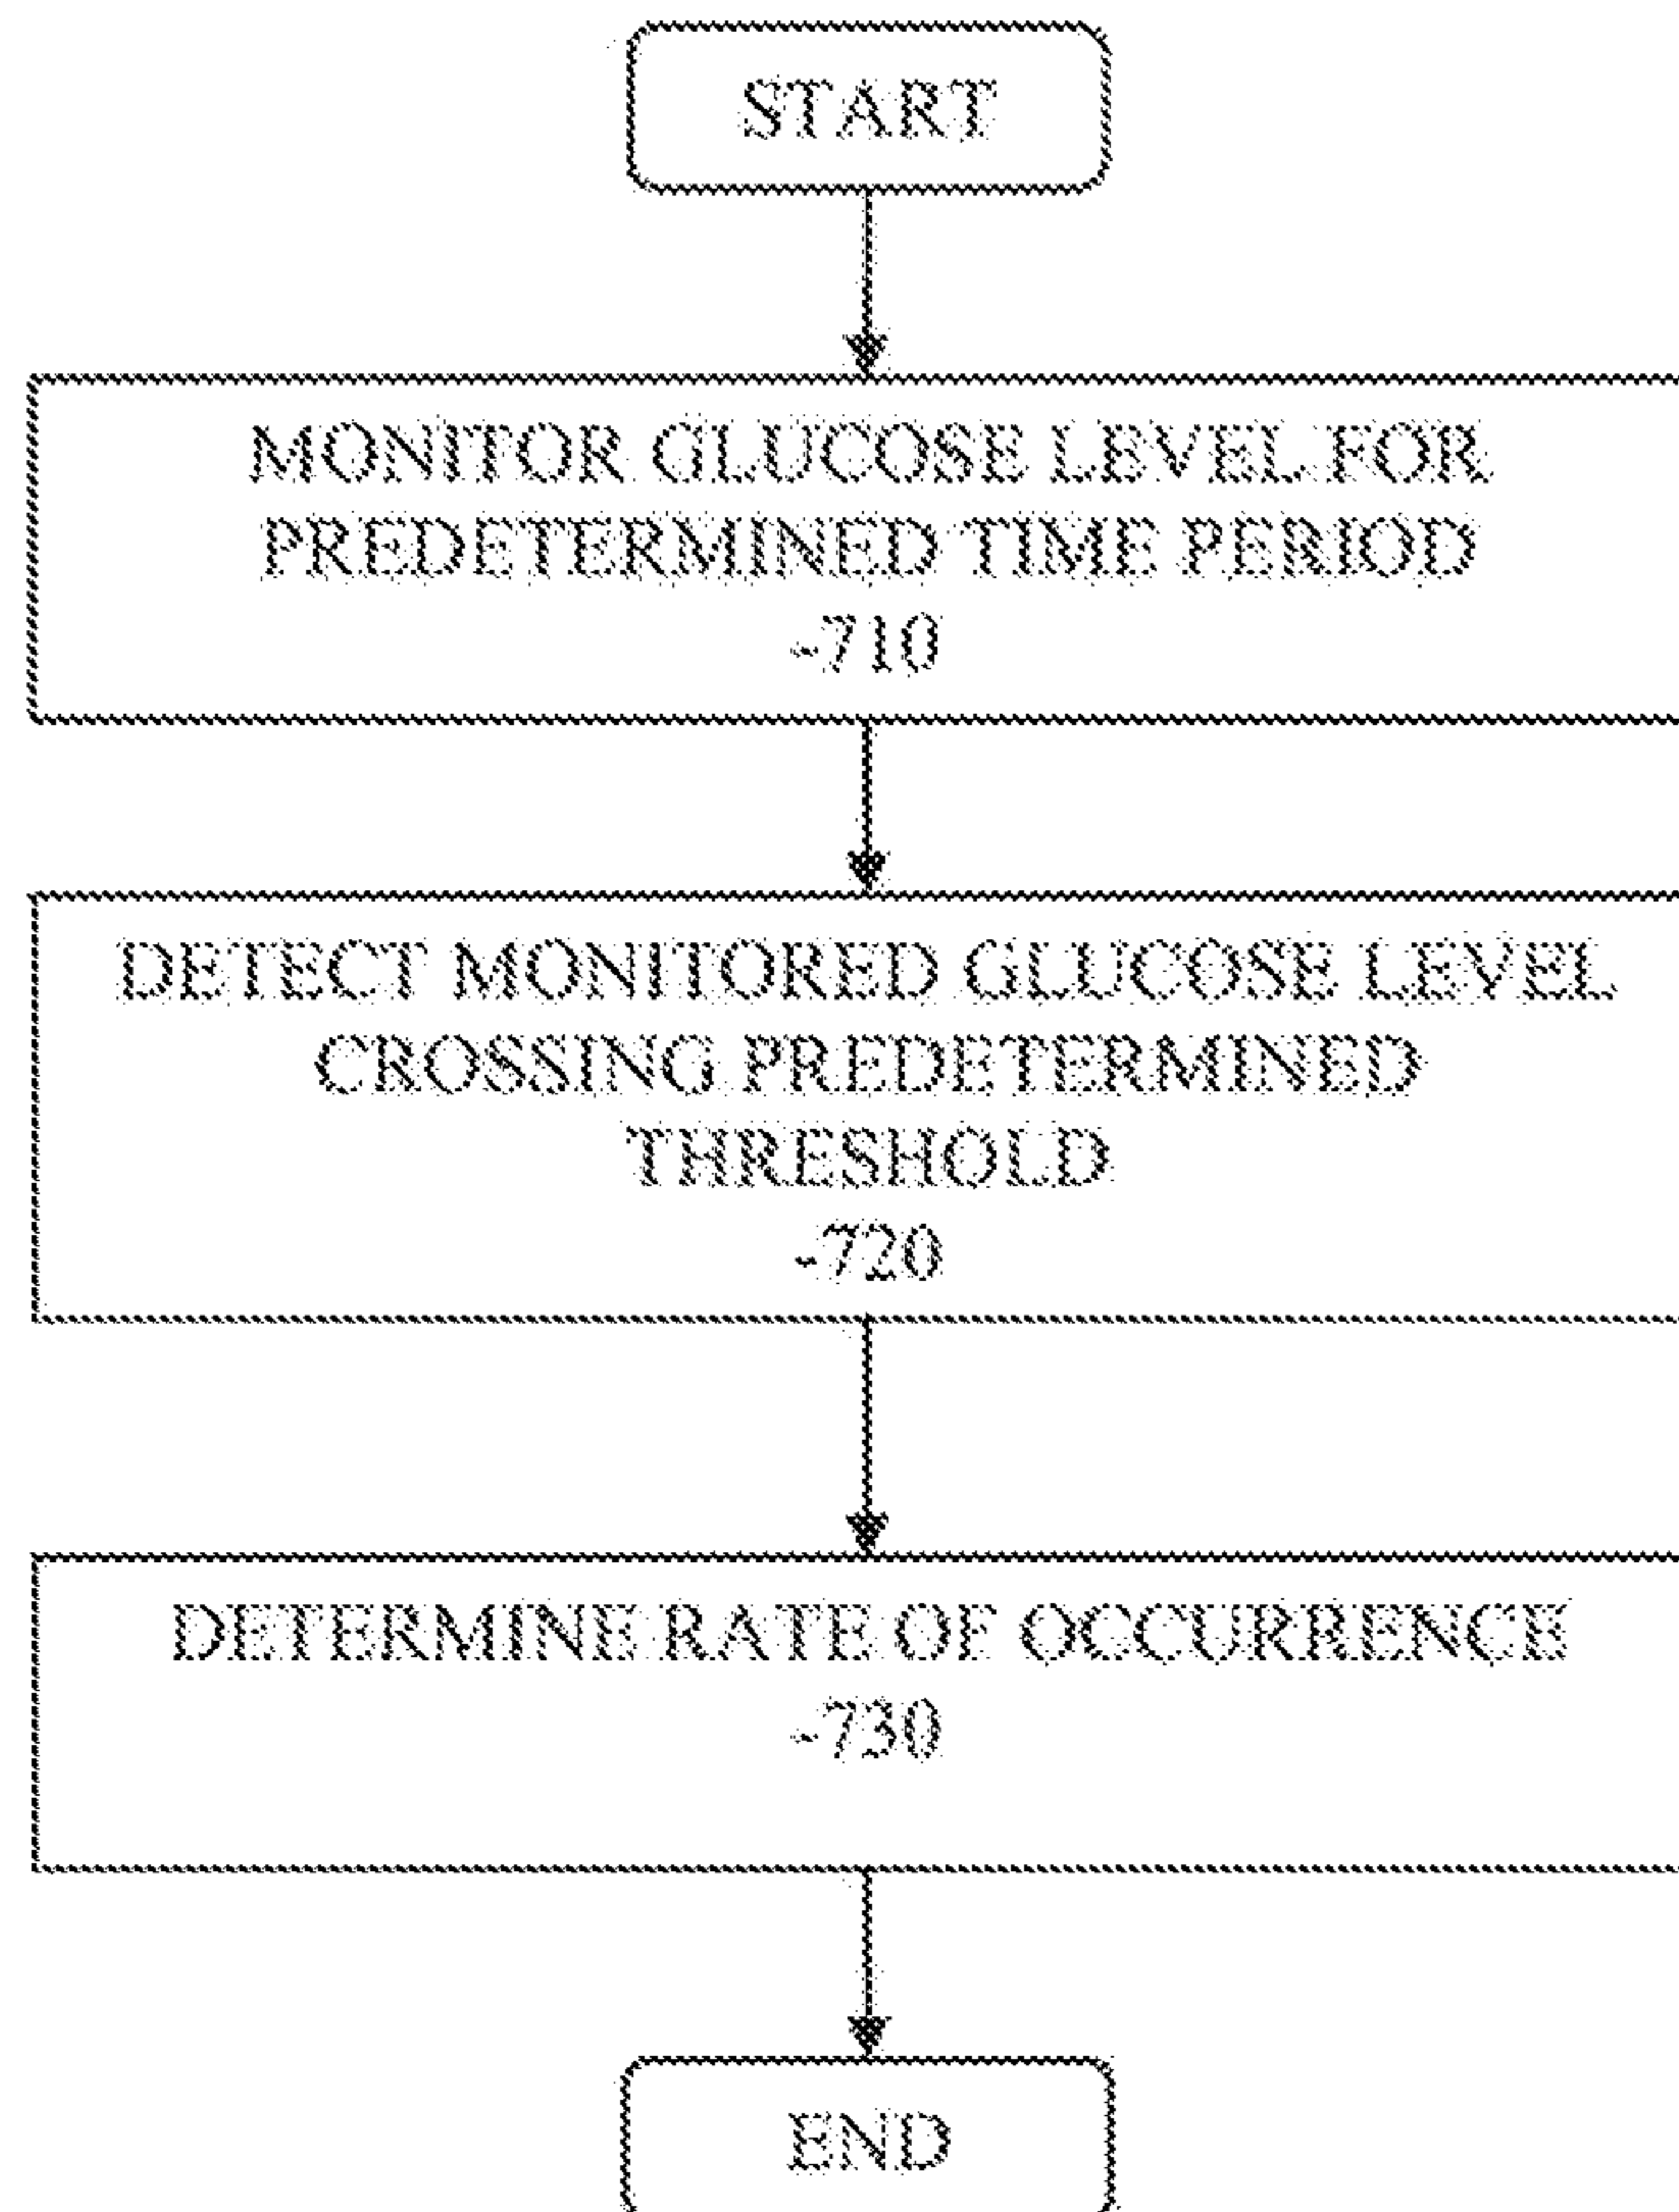 START
MONITOR GLUCOSE LEVEL FOR
PREDETERMINED TIME PERIOD
-710
DETECT MONITORED GLUCOSE LEVEL
CROSSING PREDETERMINED
THRESHOLD
-720
DETERMINE RATE OF OCCURRENCE
-730
END